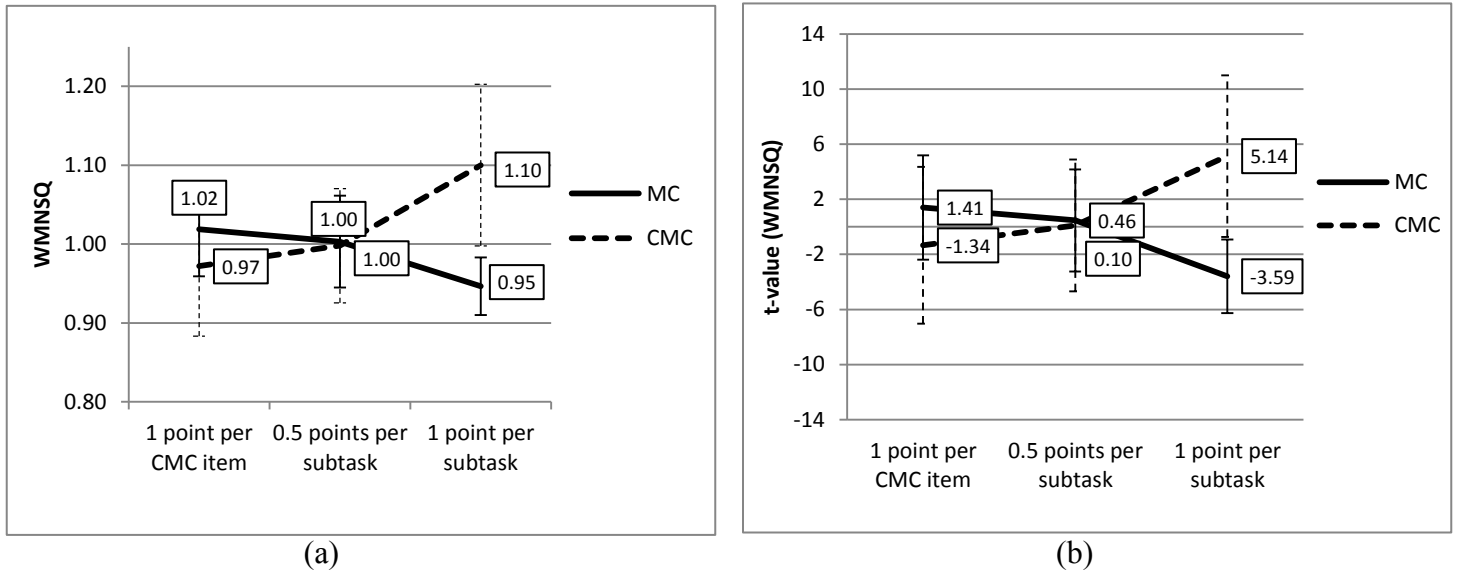 WMNSQ
1.20
1.10
1.00
0.90
0.80
1.02
0.97
1.00
1.00
1.10
0.95
1 point per
CMC item
0.5 points per
subtask
1 point per
subtask
MC
CMC
(a)
t-value (WMNSQ)
14
10
6
2
-2
-6
-10
-14
1.41
-1.34
0.46
0.10
5.14
-3.59
1 point per
CMC item
0.5 points per
subtask
1 point per
subtask
MC
CMC
(b)